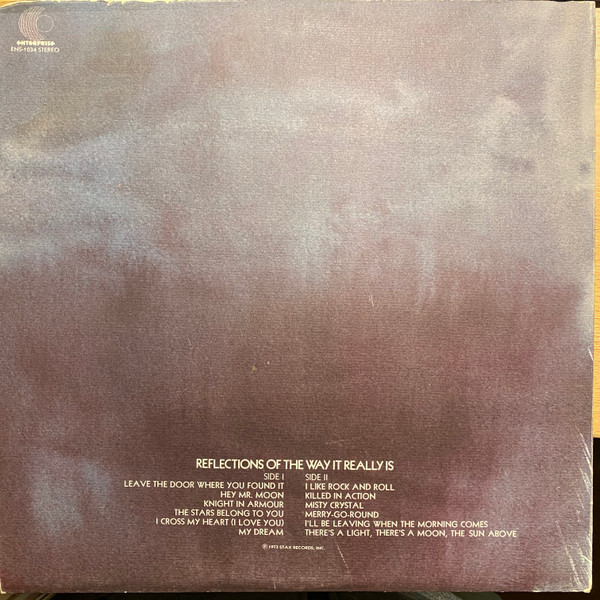 ENTERPRISE
ENS-1034 STEREO
REFLECTIONS OF THE WAY IT REALLY IS
SIDE I
LEAVE THE DOOR WHERE YOU FOUND IT
HEY MR. MOON
KNIGHT IN ARMOUR
THE STARS BELONG TO YOU
I CROSS MY HEART (I LOVE YOU)
MY DREAM
SIDE II
I LIKE ROCK AND ROLL
KILLED IN ACTION
MISTY CRYSTAL
MERRY-GO-ROUND
I'LL BE LEAVING WHEN THE MORNING COMES
THERE'S A LIGHT, THERE'S A MOON, THE SUN ABOVE
℗ 1973 STAX RECORDS, INC.